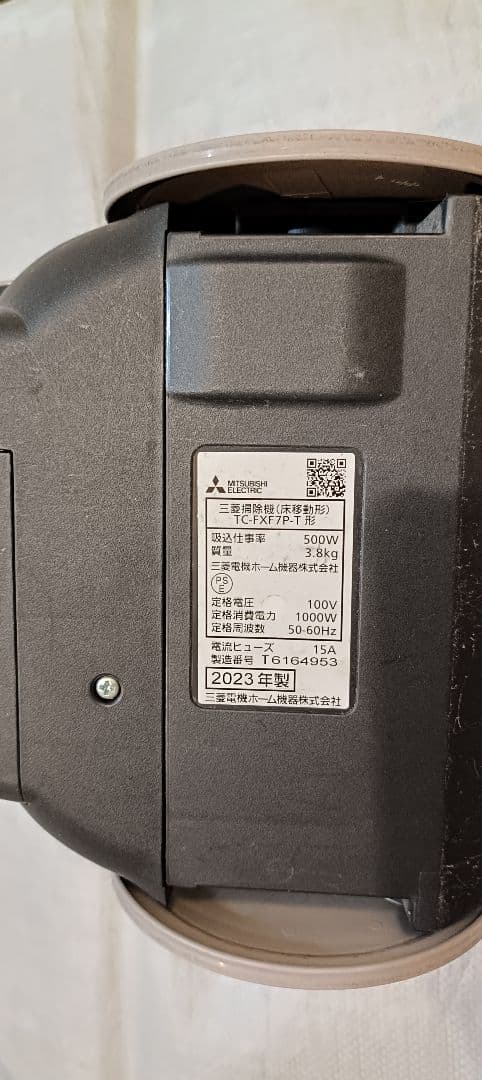 MITSUBISHI
ELECTRIC
三菱掃除機(床移動形)
TC-FXF7P-T 形
吸込仕事率 500W
質量 3.8kg
三菱電機ホーム機器株式会社
PS
E
定格電圧 100V
定格消費電力 1000W
定格周波数 50-60Hz
電流ヒューズ 15A
製造番号 T6164953
2023年製
三菱電機ホーム機器株式会社